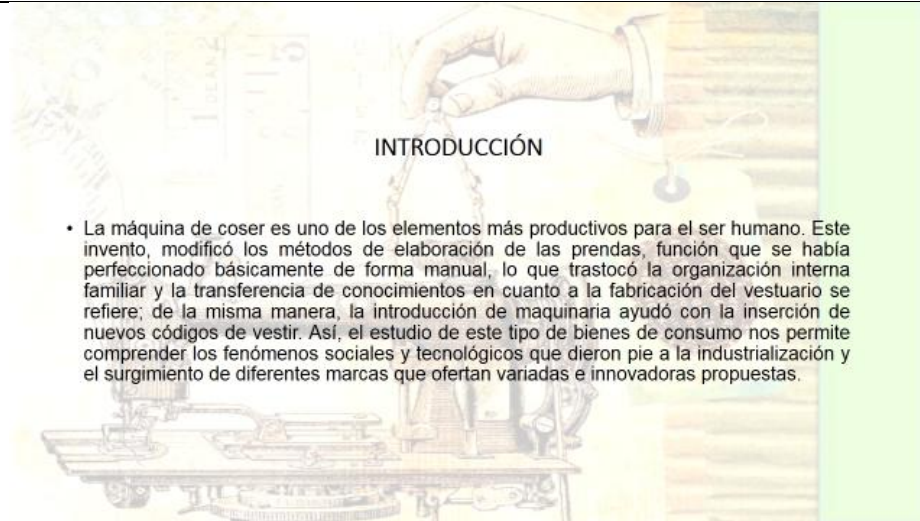 INTRODUCCIÓN
• La máquina de coser es uno de los elementos más productivos para el ser humano. Este
invento, modificó los métodos de elaboración de las prendas, función que se había
perfeccionado básicamente de forma manual, lo que trastocó la organización interna
familiar y la transferencia de conocimientos en cuanto a la fabricación del vestuario se
refiere; de la misma manera, la introducción de maquinaria ayudó con la inserción de
nuevos códigos de vestir. Así, el estudio de este tipo de bienes de consumo nos permite
comprender los fenómenos sociales y tecnológicos que dieron pie a la industrialización y
el surgimiento de diferentes marcas que ofertan variadas e innovadoras propuestas.